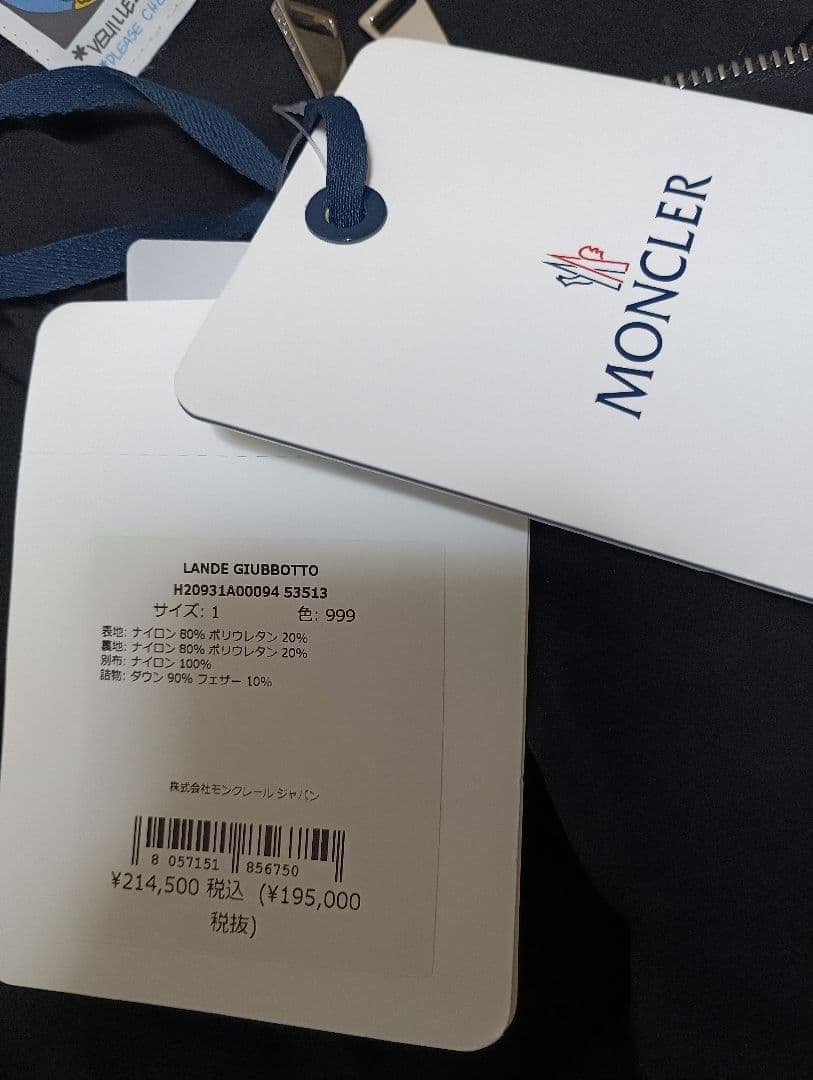 *VEUILLE
*PLEASE CHE
MONCLER
LANDE GIUBBOTTO
H20931A00094 53513
サイズ: 1 色: 999
表地: ナイロン 80% ポリウレタン 20%
裏地: ナイロン 80% ポリウレタン 20%
別布: ナイロン 100%
詰物: ダウン 90% フェザー 10%
株式会社モンクレール ジャパン
8 057151 856750
¥214,500 税込 (¥195,000
税抜)